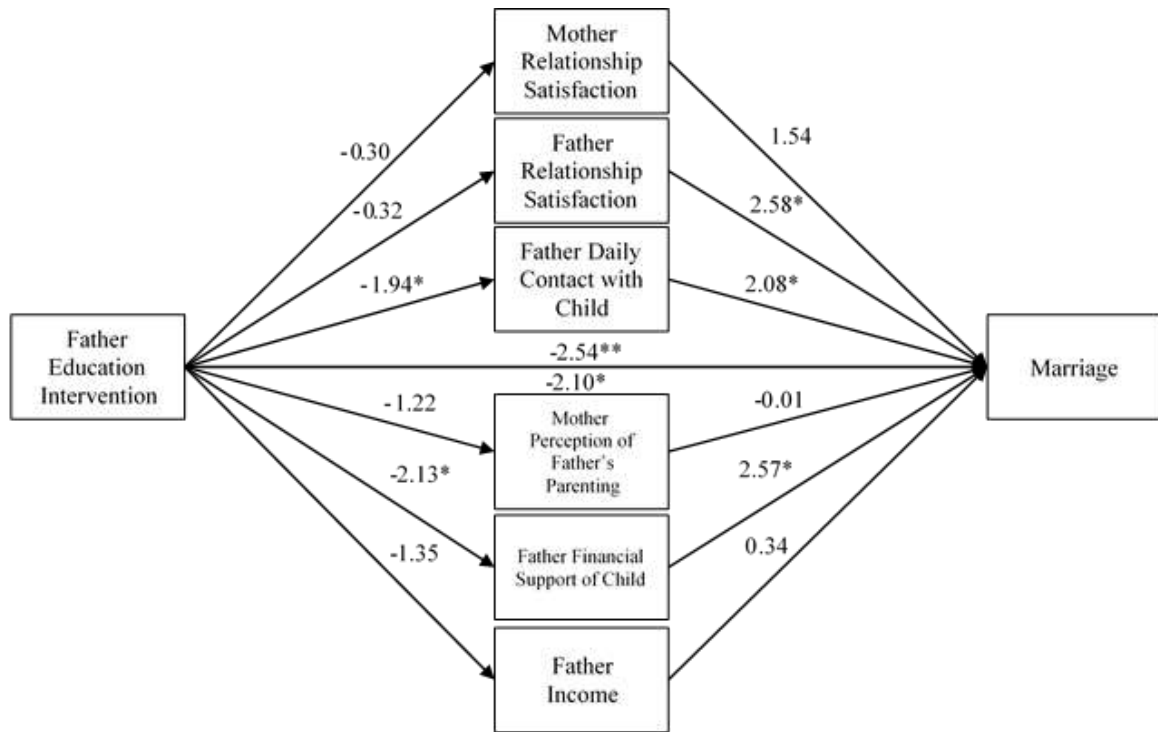 Mother
Relationship
Satisfaction
-0.30
1.54
Father
Relationship
Satisfaction
-0.32
2.58*
Father Daily
Contact with
Child
-1.94*
2.08*
Father
Education
Intervention
-2.54**
-2.10*
Marriage
-1.22
-0.01
Mother
Perception of
Father's
Parenting
-2.13*
2.57*
Father Financial
Support of Child
-1.35
0.34
Father
Income